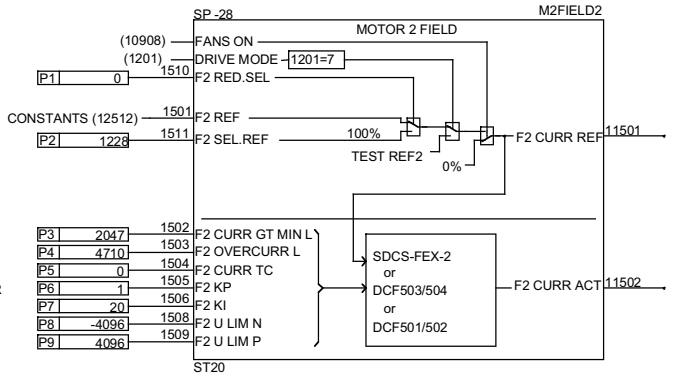 SP -28 M2FIELD2
MOTOR 2 FIELD
(10908) FANS ON
(1201) DRIVE MODE 1201=7
P1 0 1510 F2 RED.SEL
CONSTANTS (12512) 1501 F2 REF
P2 1228 1511 F2 SEL.REF 100%
TEST REF2
0%
F2 CURR REF 11501
P3 2047 1502 F2 CURR GT MIN L
P4 4710 1503 F2 OVERCURR L
P5 0 1504 F2 CURR TC
P6 1 1505 F2 KP
P7 20 1506 F2 KI
P8 -4096 1508 F2 U LIM N
P9 4096 1509 F2 U LIM P
SDCS-FEX-2
or
DCF503/504
or
DCF501/502
F2 CURR ACT 11502
ST20